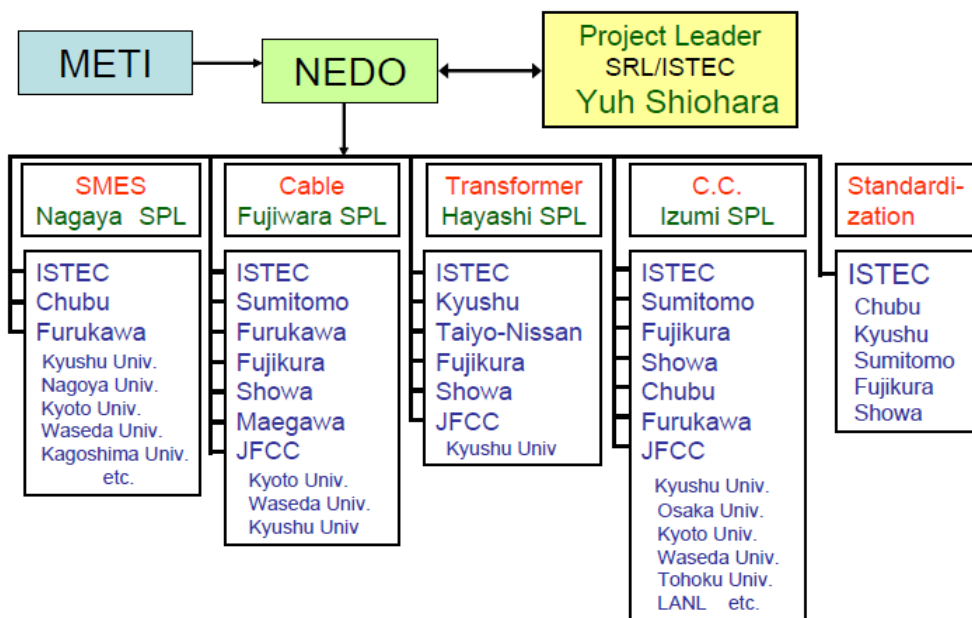 METI
NEDO
Project Leader
SRL/ISTEC
Yuh Shiohara
SMES
Nagaya SPL
ISTEC
Chubu
Furukawa
Kyushu Univ.
Nagoya Univ.
Kyoto Univ.
Waseda Univ.
Kagoshima Univ.
etc.
Cable
Fujiwara SPL
ISTEC
Sumitomo
Furukawa
Fujikura
Showa
Maegawa
JFCC
Kyoto Univ.
Waseda Univ.
Kyushu Univ
Transformer
Hayashi SPL
ISTEC
Kyushu
Taiyo-Nissan
Fujikura
Showa
JFCC
Kyushu Univ
C.C.
Izumi SPL
ISTEC
Sumitomo
Fujikura
Showa
Chubu
Furukawa
JFCC
Kyushu Univ.
Osaka Univ.
Kyoto Univ.
Waseda Univ.
Tohoku Univ.
LANL etc.
Standardi-
zation
ISTEC
Chubu
Kyushu
Sumitomo
Fujikura
Showa